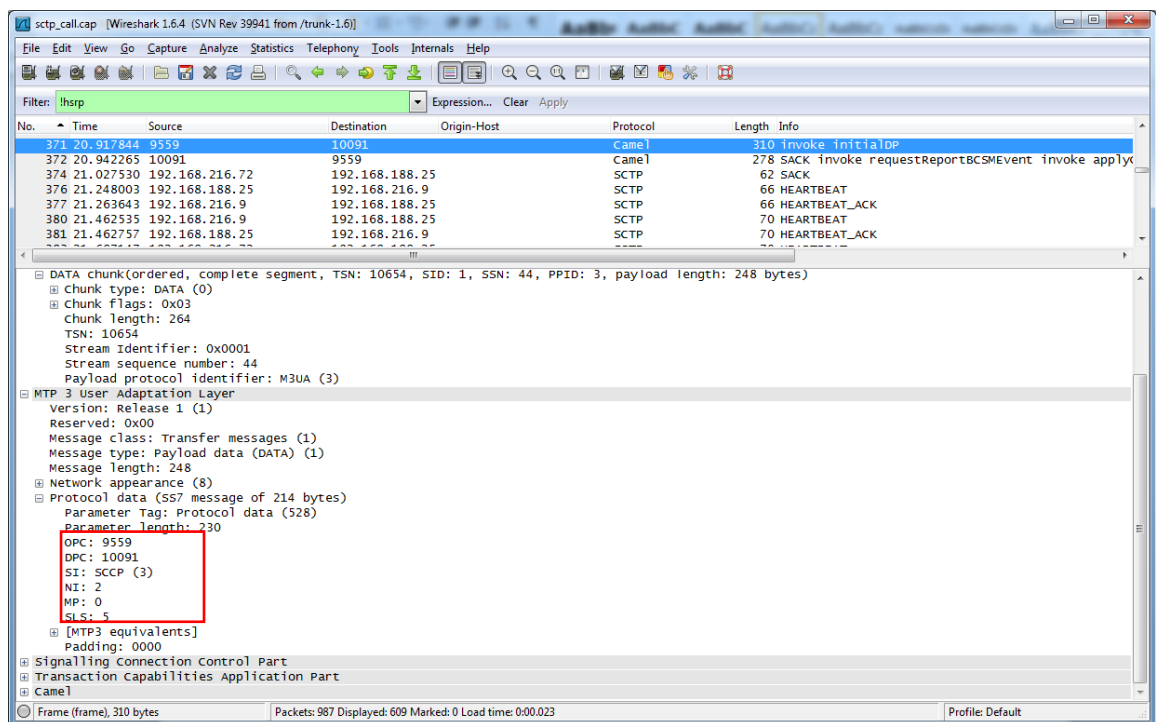 sctp_call.cap [Wireshark 1.6.4 (SVN Rev 39941 from /trunk-1.6)]
File Edit View Go Capture Analyze Statistics Telephony Tools Internals Help
Filter: !hsrp Expression... Clear Apply
No. Time Source Destination Origin-Host Protocol Length Info
371 20.917844 9559 10091 Camel 310 invoke initialDP
372 20.942265 10091 9559 Camel 278 SACK invoke requestReportBCSMEvent invoke apply
374 21.027530 192.168.216.72 192.168.188.25 SCTP 62 SACK
376 21.248003 192.168.188.25 192.168.216.9 SCTP 66 HEARTBEAT
377 21.263643 192.168.216.9 192.168.188.25 SCTP 66 HEARTBEAT_ACK
380 21.462535 192.168.216.9 192.168.188.25 SCTP 70 HEARTBEAT
381 21.462757 192.168.188.25 192.168.216.9 SCTP 70 HEARTBEAT_ACK
DATA chunk(ordered, complete segment, TSN: 10654, SID: 1, SSN: 44, PPID: 3, payload length: 248 bytes)
Chunk type: DATA (0)
Chunk flags: 0x03
Chunk length: 264
TSN: 10654
Stream Identifier: 0x0001
Stream sequence number: 44
Payload protocol identifier: M3UA (3)
MTP 3 User Adaptation Layer
Version: Release 1 (1)
Reserved: 0x00
Message class: Transfer messages (1)
Message type: Payload data (DATA) (1)
Message length: 248
Network appearance (8)
Protocol data (SS7 message of 214 bytes)
Parameter Tag: Protocol data (528)
Parameter length: 230
OPC: 9559
DPC: 10091
SI: SCCP (3)
NI: 2
MP: 0
SLS: 5
[MTP3 equivalents]
Padding: 0000
Signalling Connection Control Part
Transaction Capabilities Application Part
Camel
Frame (frame), 310 bytes Packets: 987 Displayed: 609 Marked: 0 Load time: 0:00.023 Profile: Default